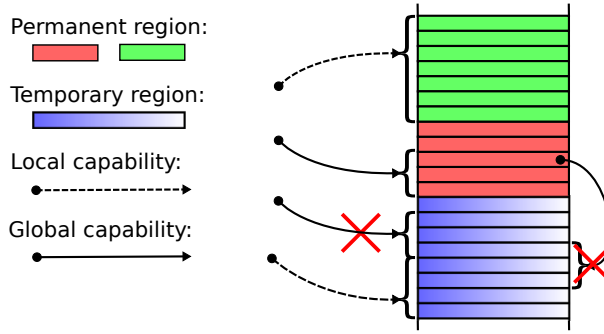 Permanent region:
Temporary region:
Local capability:
Global capability: